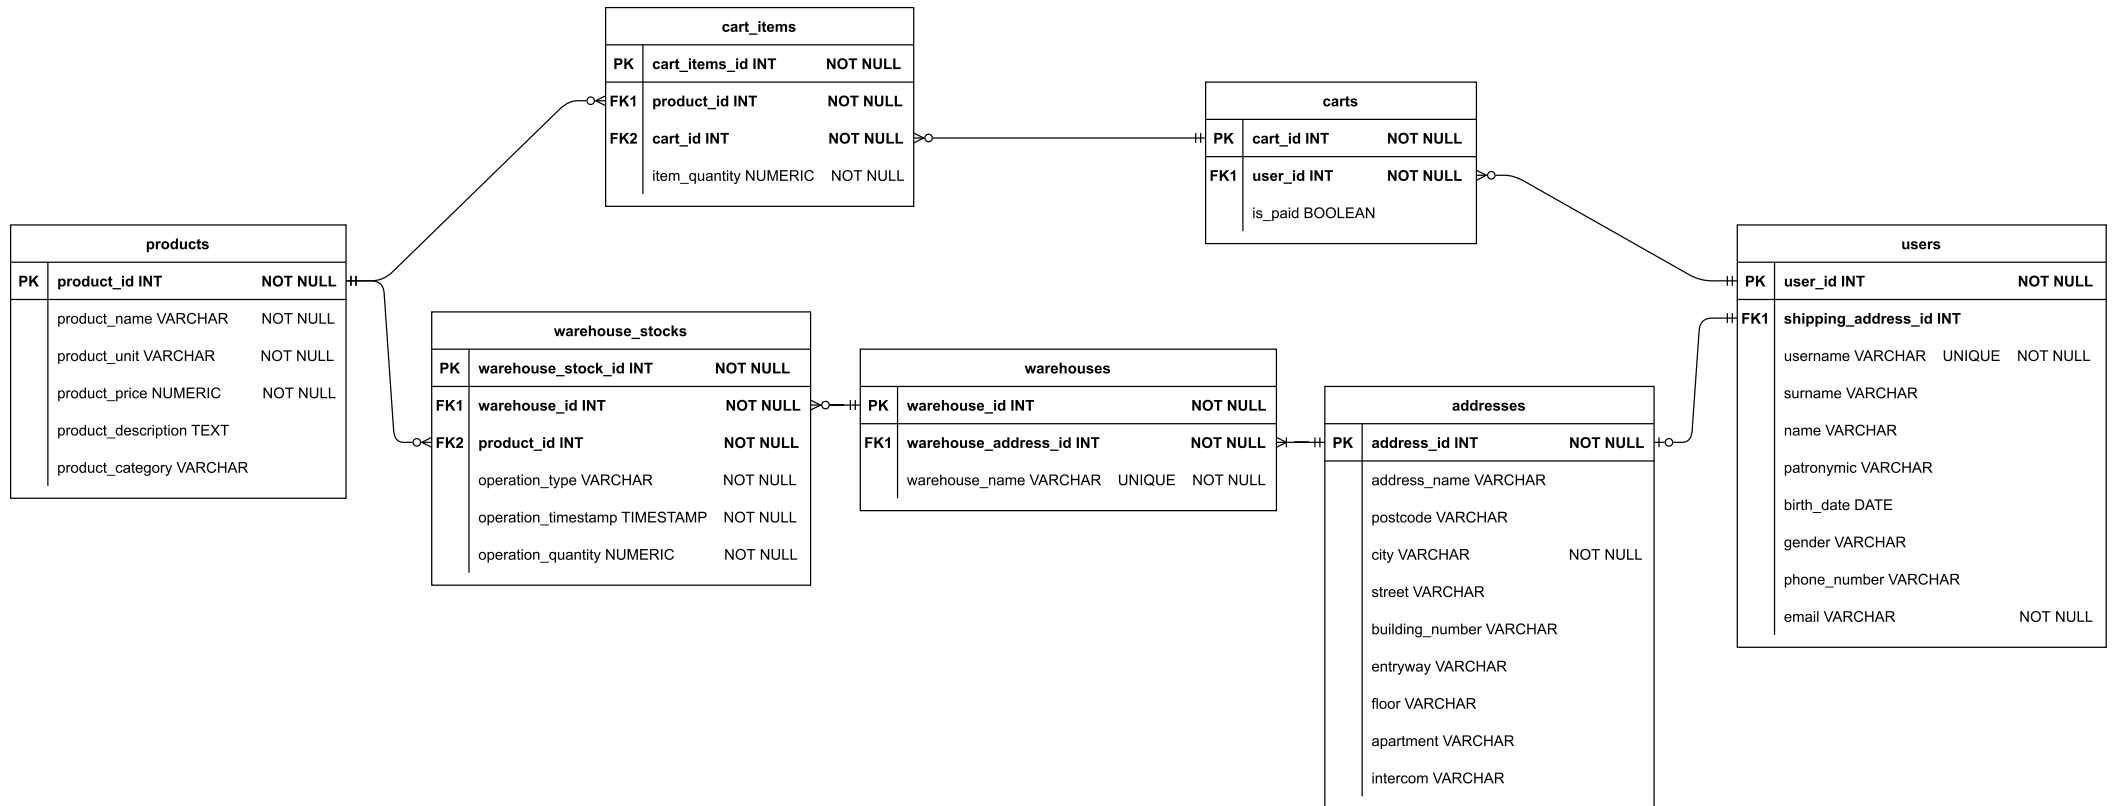 cart_items
PK cart_items_id INT NOT NULL
FK1 product_id INT NOT NULL
FK2 cart_id INT NOT NULL
item_quantity NUMERIC NOT NULL
carts
PK cart_id INT NOT NULL
FK1 user_id INT NOT NULL
is_paid BOOLEAN
products
PK product_id INT NOT NULL
product_name VARCHAR NOT NULL
product_unit VARCHAR NOT NULL
product_price NUMERIC NOT NULL
product_description TEXT
product_category VARCHAR
warehouse_stocks
PK warehouse_stock_id INT NOT NULL
FK1 warehouse_id INT NOT NULL
FK2 product_id INT NOT NULL
operation_type VARCHAR NOT NULL
operation_timestamp TIMESTAMP NOT NULL
operation_quantity NUMERIC NOT NULL
warehouses
PK warehouse_id INT NOT NULL
FK1 warehouse_address_id INT NOT NULL
warehouse_name VARCHAR UNIQUE NOT NULL
addresses
PK address_id INT NOT NULL
address_name VARCHAR
postcode VARCHAR
city VARCHAR NOT NULL
street VARCHAR
building_number VARCHAR
entryway VARCHAR
floor VARCHAR
apartment VARCHAR
intercom VARCHAR
users
PK user_id INT NOT NULL
FK1 shipping_address_id INT
username VARCHAR UNIQUE NOT NULL
surname VARCHAR
name VARCHAR
patronymic VARCHAR
birth_date DATE
gender VARCHAR
phone_number VARCHAR
email VARCHAR NOT NULL